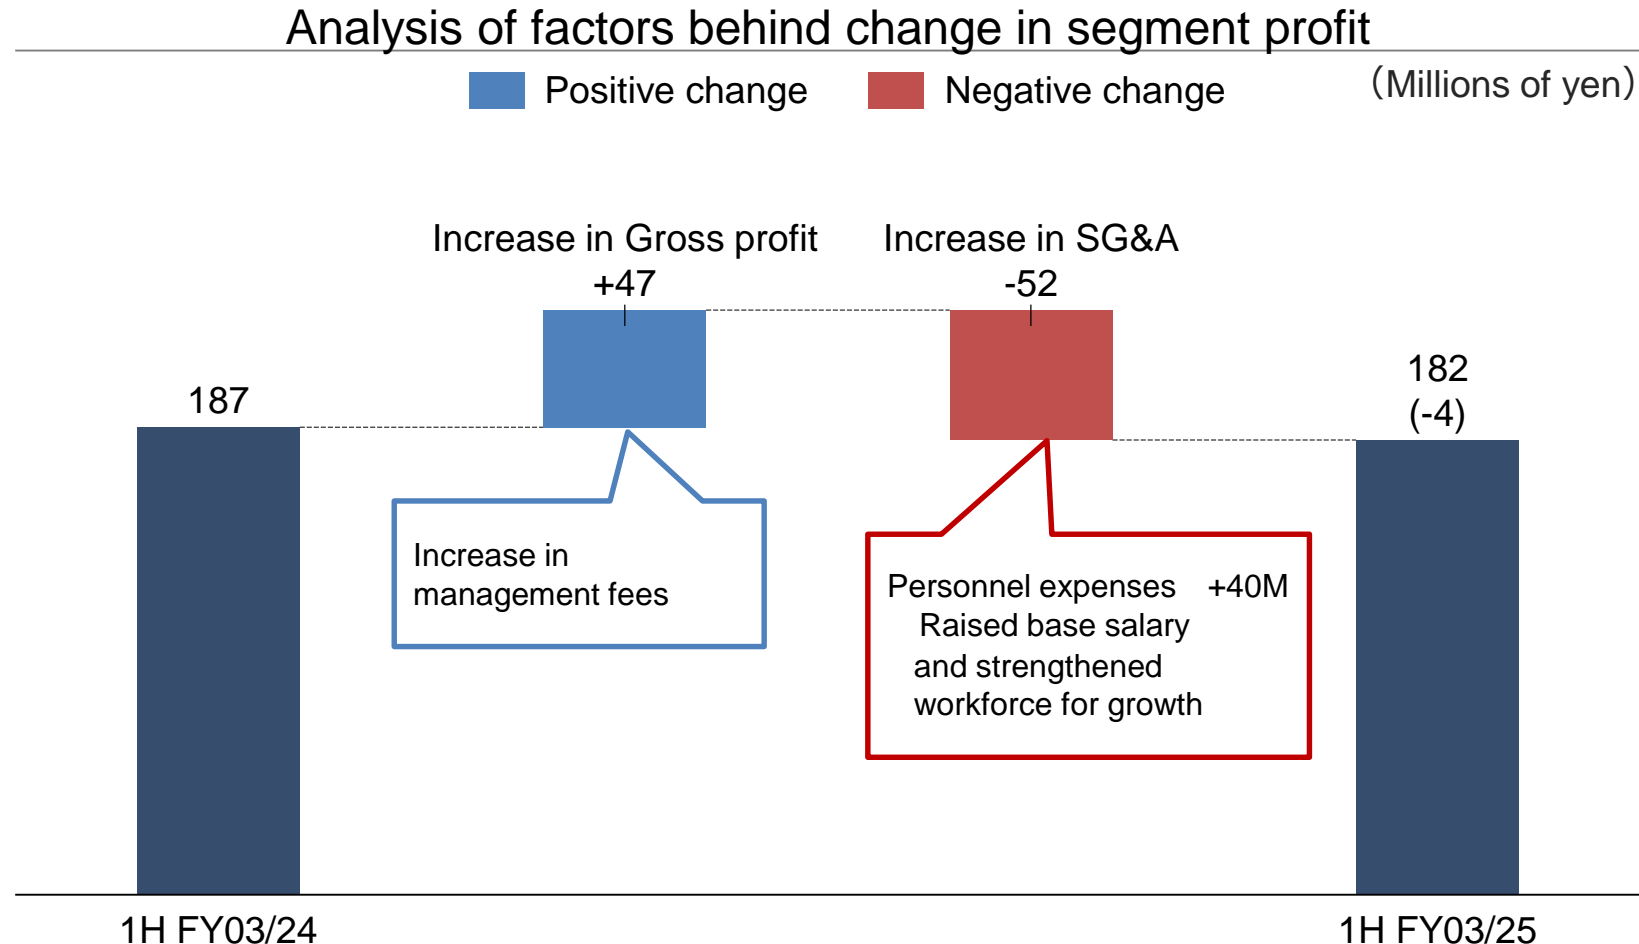 Analysis of factors behind change in segment profit
Positive change
Negative change
（Millions of yen）
Increase in Gross profit
+47
Increase in SG&A
-52
187
182
(-4)
Increase in
management fees
Personnel expenses +40M
Raised base salary
and strengthened
workforce for growth
1H FY03/24
1H FY03/25